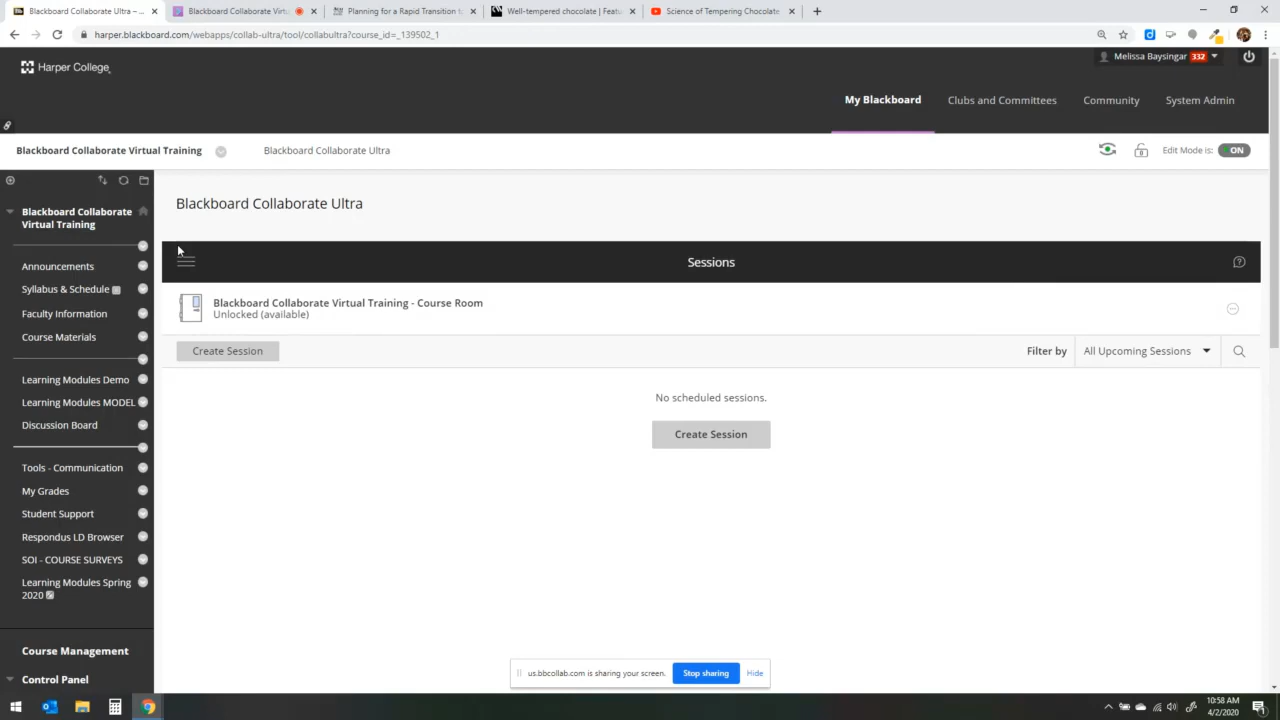 Blackboard Collaborate Ultra – ...
Blackboard Collaborate Virtu
Planning for a Rapid Transition to
Well-tempered chocolate | Featu
Science of Tempering Chocolate
harper.blackboard.com/webapps/collab-ultra/tool/collabultra?course_id=_139502_1
Harper College
Melissa Baysingar 332
My Blackboard
Clubs and Committees
Community
System Admin
Blackboard Collaborate Virtual Training
Blackboard Collaborate Ultra
Edit Mode is: ON
Blackboard Collaborate
Virtual Training
Announcements
Syllabus & Schedule
Faculty Information
Course Materials
Learning Modules Demo
Learning Modules MODEL
Discussion Board
Tools - Communication
My Grades
Student Support
Respondus LD Browser
SOI - COURSE SURVEYS
Learning Modules Spring
2020
Course Management
Control Panel
Blackboard Collaborate Ultra
Sessions
Blackboard Collaborate Virtual Training - Course Room
Unlocked (available)
Create Session
Filter by
All Upcoming Sessions
No scheduled sessions.
Create Session
us.bbcollab.com is sharing your screen.
Stop sharing
Hide
10:58 AM
4/2/2020